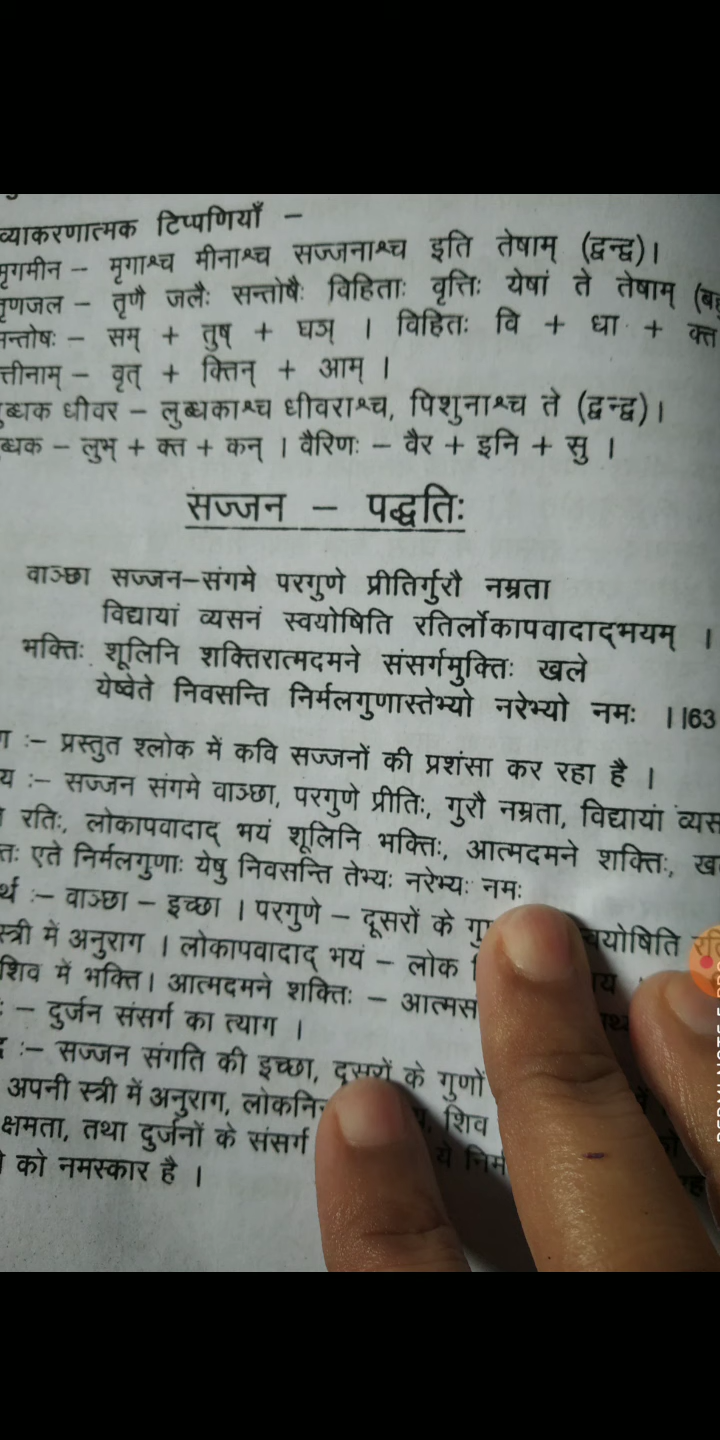 व्याकरणात्मक टिप्पणियाँ –
मृगमीन – मृगाश्च मीनाश्च सज्जनाश्च इति तेषाम् (द्वन्द्व)।
तृणजल – तृणै जलैः सन्तोषैः विहिताः वृत्तिः येषां ते तेषाम्
सन्तोषः – सम् + तुष् + घञ् । विहितः वि + धा + क्त
त्तीनाम् – वृत् + क्तिन् + आम् ।
ुब्धक धीवर – लुब्धकाश्च धीवराश्च, पिशुनाश्च ते (द्वन्द्व)।
ब्धक – लुभ् + क्त + कन् । वैरिणः – वैर + इनि + सु ।
सज्जन – पद्धतिः
वाञ्छा सज्जन–संगमे परगुणे प्रीतिर्गुरौ नम्रता
विद्यायां व्यसनं स्वयोषिति रतिर्लोकापवादाद्भयम् ।
भक्तिः शूलिनि शक्तिरात्मदमने संसर्गमुक्तिः खले
येष्वेते निवसन्ति निर्मलगुणास्तेभ्यो नरेभ्यो नमः ।।63
:– प्रस्तुत श्लोक में कवि सज्जनों की प्रशंसा कर रहा है ।
य :– सज्जन संगमे वाञ्छा, परगुणे प्रीतिः, गुरौ नम्रता, विद्यायां व्यस
रतिः, लोकापवादाद् भयं शूलिनि भक्तिः, आत्मदमने शक्तिः, ख
तः एते निर्मलगुणाः येषु निवसन्ति तेभ्यः नरेभ्यः नमः
र्थ :– वाञ्छा – इच्छा । परगुणे – दूसरों के गु योषिति
स्त्री में अनुराग । लोकापवादाद् भयं – लोक
शिव में भक्ति। आत्मदमने शक्तिः – आत्मस
– दुर्जन संसर्ग का त्याग ।
द :– सज्जन संगति की इच्छा, दूसरों के गुणों
अपनी स्त्री में अनुराग, लोकनि शिव
क्षमता, तथा दुर्जनों के संसर्ग ये निर्म
को नमस्कार है ।